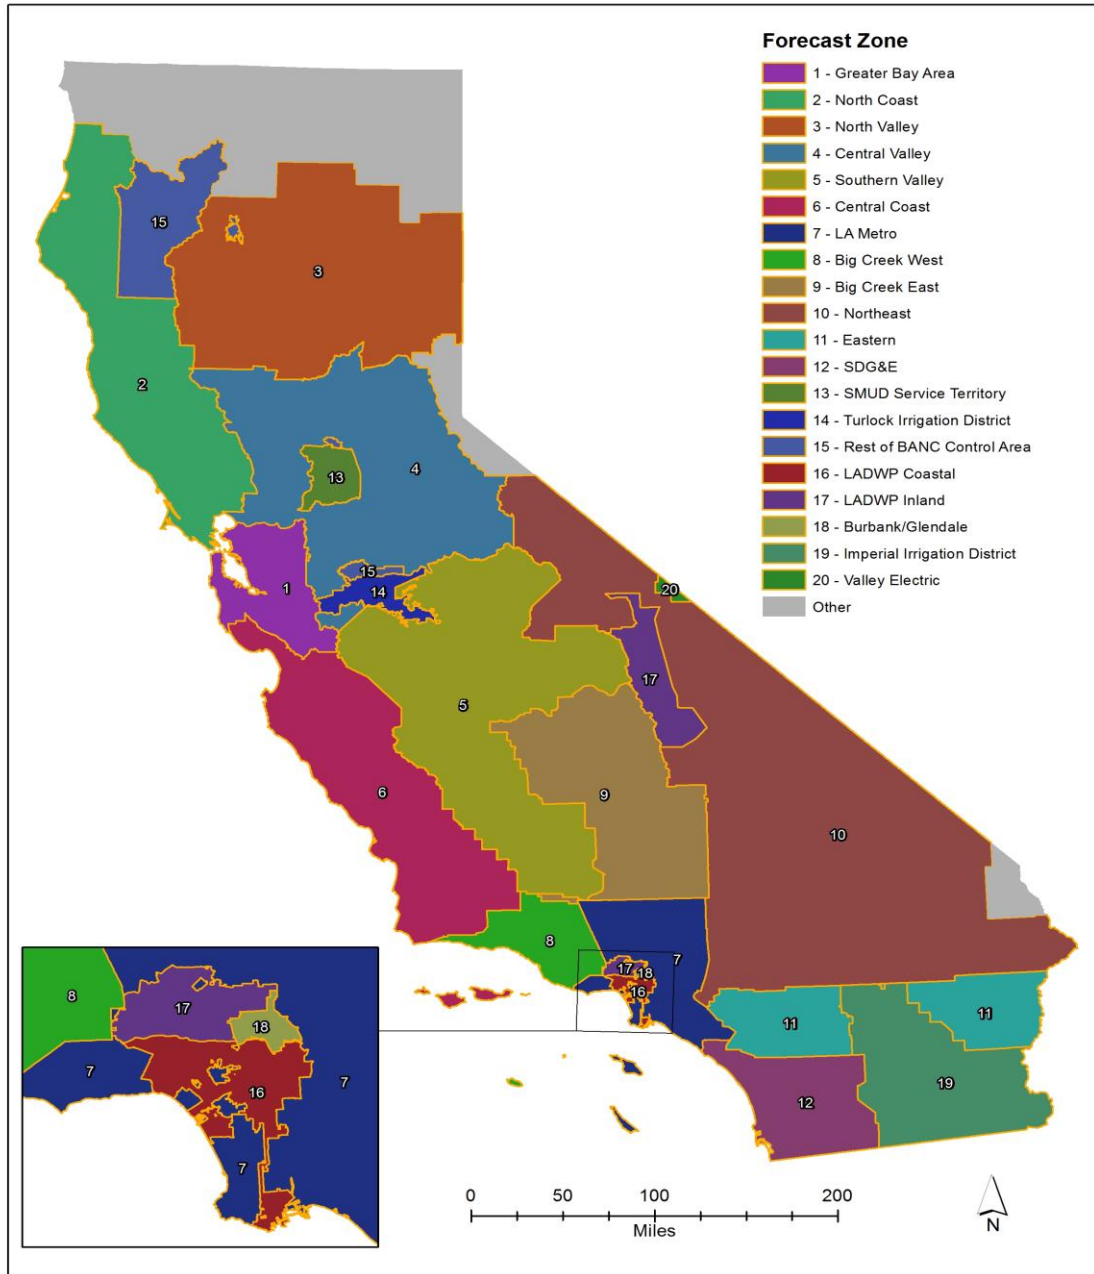 Forecast Zone
1 - Greater Bay Area
2 - North Coast
3 - North Valley
4 - Central Valley
5 - Southern Valley
6 - Central Coast
7 - LA Metro
8 - Big Creek West
9 - Big Creek East
10 - Northeast
11 - Eastern
12 - SDG&E
13 - SMUD Service Territory
14 - Turlock Irrigation District
15 - Rest of BANC Control Area
16 - LADWP Coastal
17 - LADWP Inland
18 - Burbank/Glendale
19 - Imperial Irrigation District
20 - Valley Electric
Other
15
3
2
4
13
15
14
1
20
17
5
9
6
10
8
7
17
18
16
11
11
12
19
8
17
18
7
16
7
7
0 50 100 200
Miles
N